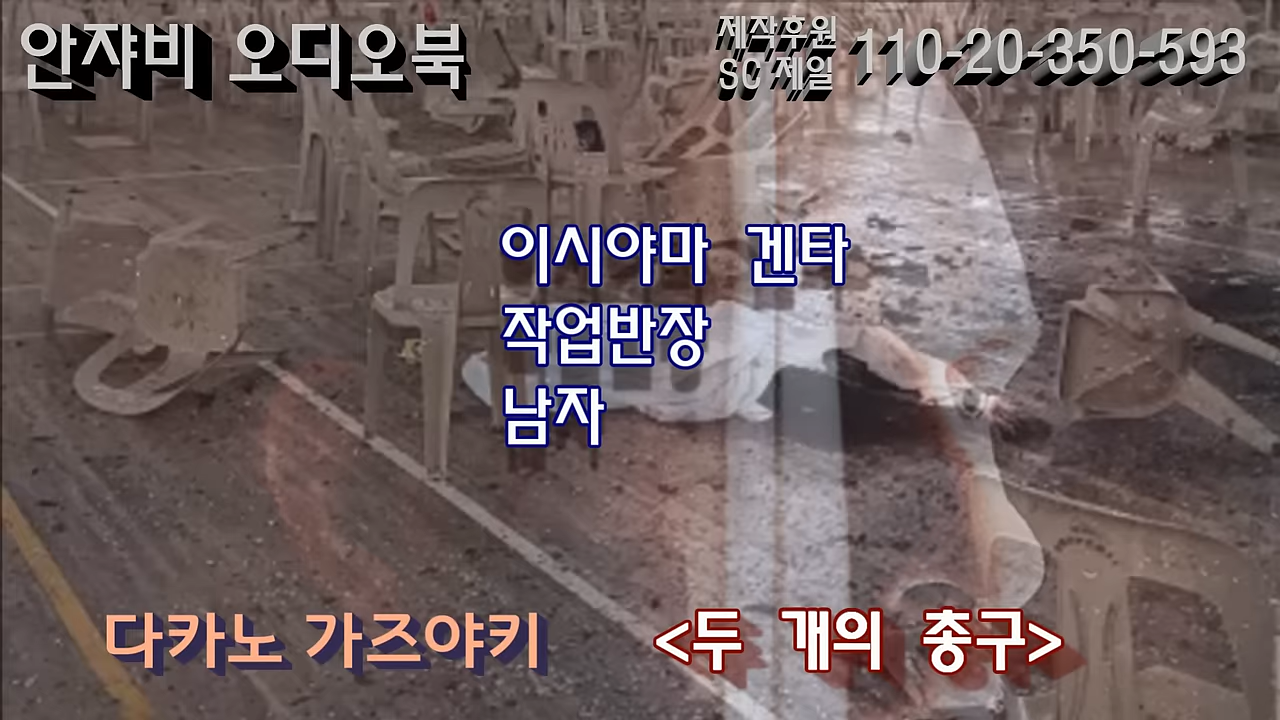 안쟈비 오디오북
제작후원
SC 제일
110-20-350-593
이시야마 겐타
작업반장
남자
다카노 가즈야키
<두 개의 총구>